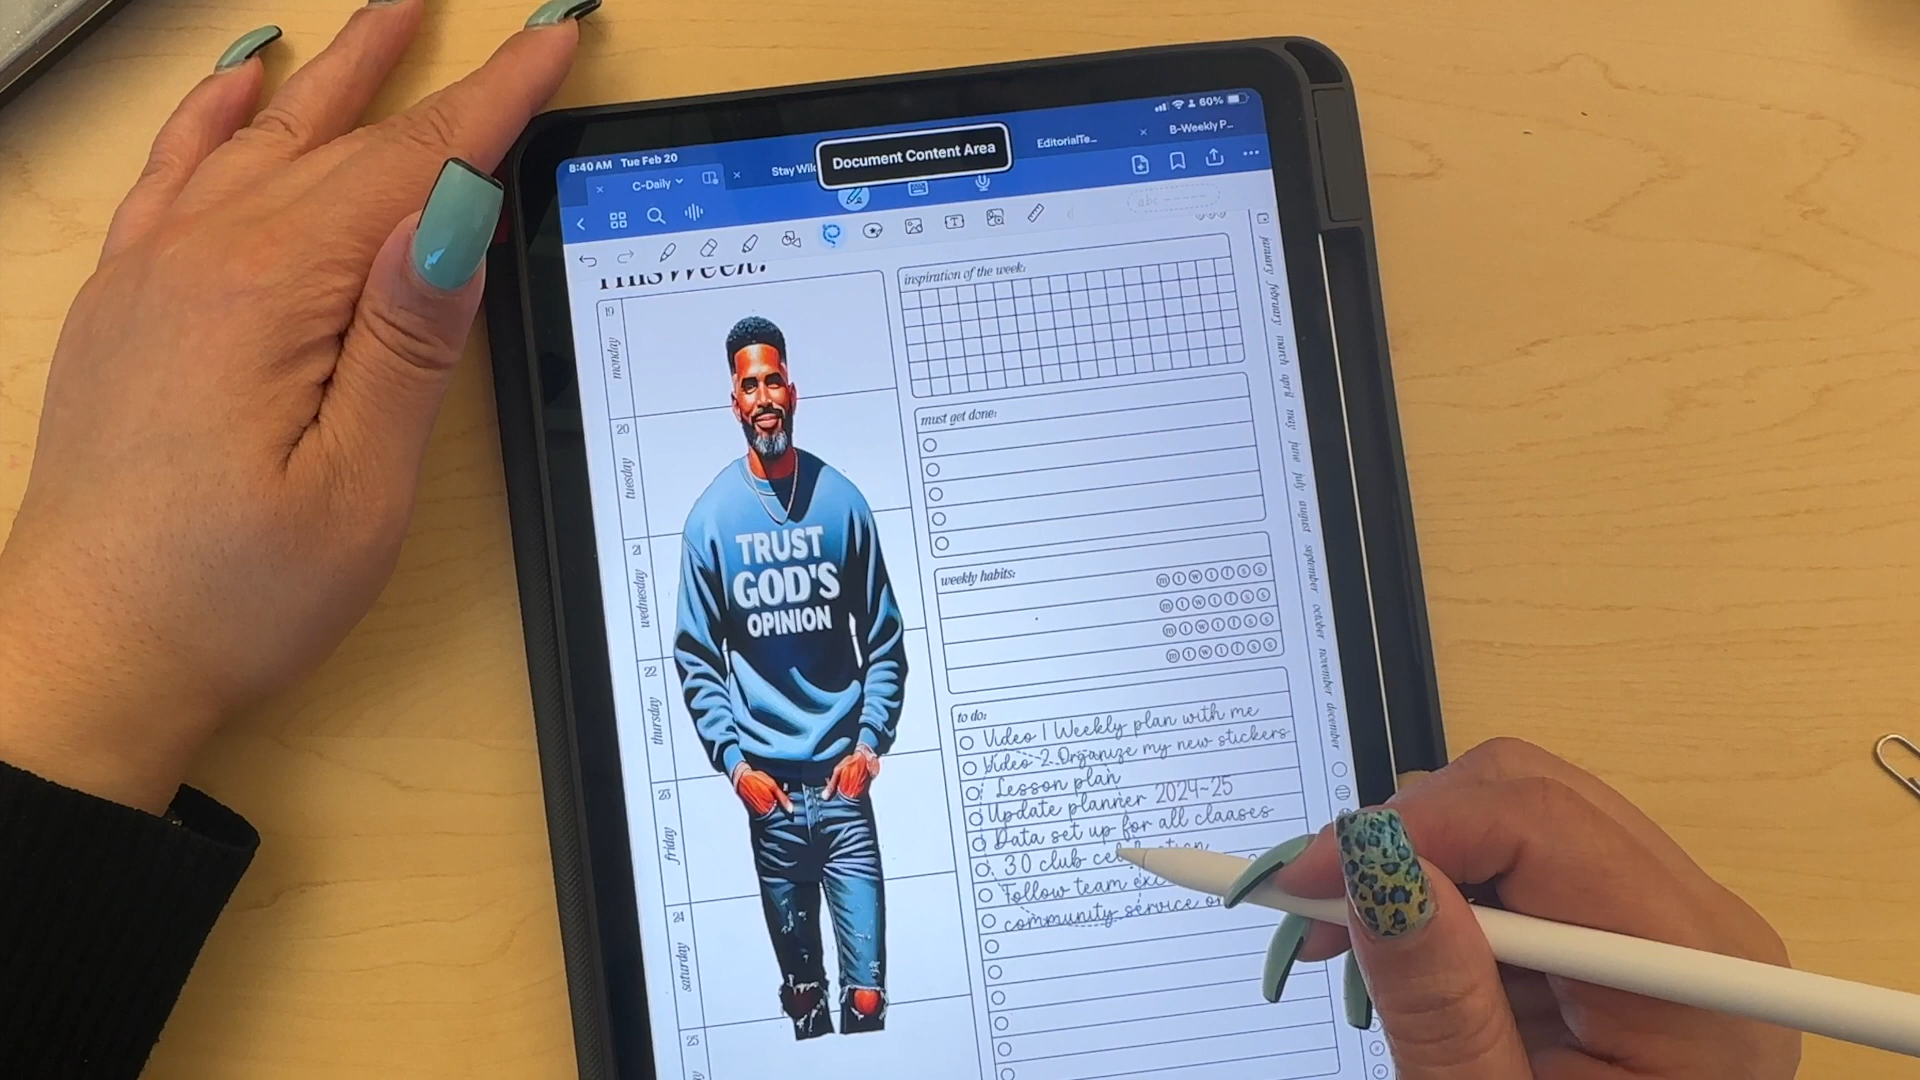 8:40 AM Tue Feb 20
60%
C-Daily
Stay Wil
Document Content Area
EditorialTe...
B-Weekly P...
abc
This Week:
19
monday
20
tuesday
21
wednesday
22
thursday
23
friday
24
saturday
25
TRUST
GOD'S
OPINION
inspiration of the week:
must get done:
weekly habits:
m t w t f s s
m t w t f s s
m t w t f s s
m t w t f s s
to do:
Video 1 Weekly plan with me
Video 2 Organize my new stickers
Lesson plan
Update planner 2024-25
Data set up for all claases
30 club
Follow team
community service
january
february
march
april
may
june
july
august
september
october
november
december